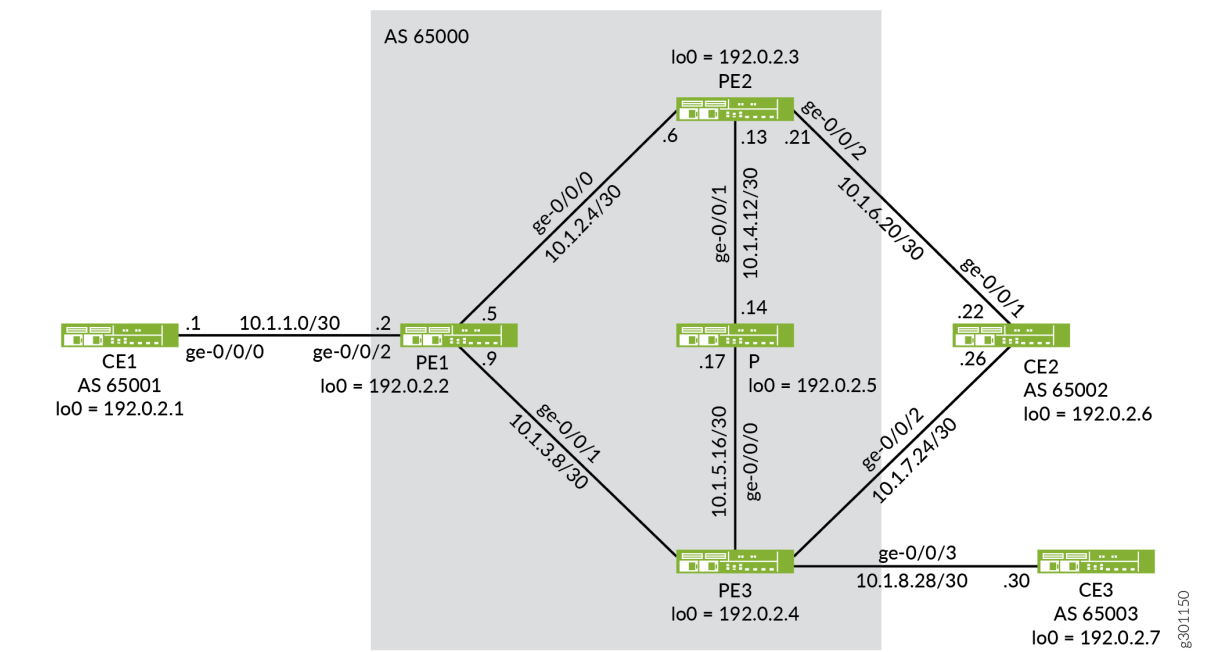 AS 65000
lo0 = 192.0.2.3
PE2
.6
.13
.21
ge-0/0/2
10.1.6.20/30
ge-0/0/0
10.1.2.4/30
ge-0/0/1
10.1.4.12/30
ge-0/0/1
.22
.14
.5
.1
10.1.1.0/30
.2
ge-0/0/0
ge-0/0/2
CE1
AS 65001
lo0 = 192.0.2.1
PE1
lo0 = 192.0.2.2
.9
.17
P
lo0 = 192.0.2.5
.26
CE2
AS 65002
lo0 = 192.0.2.6
ge-0/0/1
10.1.3.8/30
10.1.5.16/30
ge-0/0/0
ge-0/0/2
10.1.7.24/30
PE3
lo0 = 192.0.2.4
ge-0/0/3
10.1.8.28/30
.30
CE3
AS 65003
lo0 = 192.0.2.7
g301150